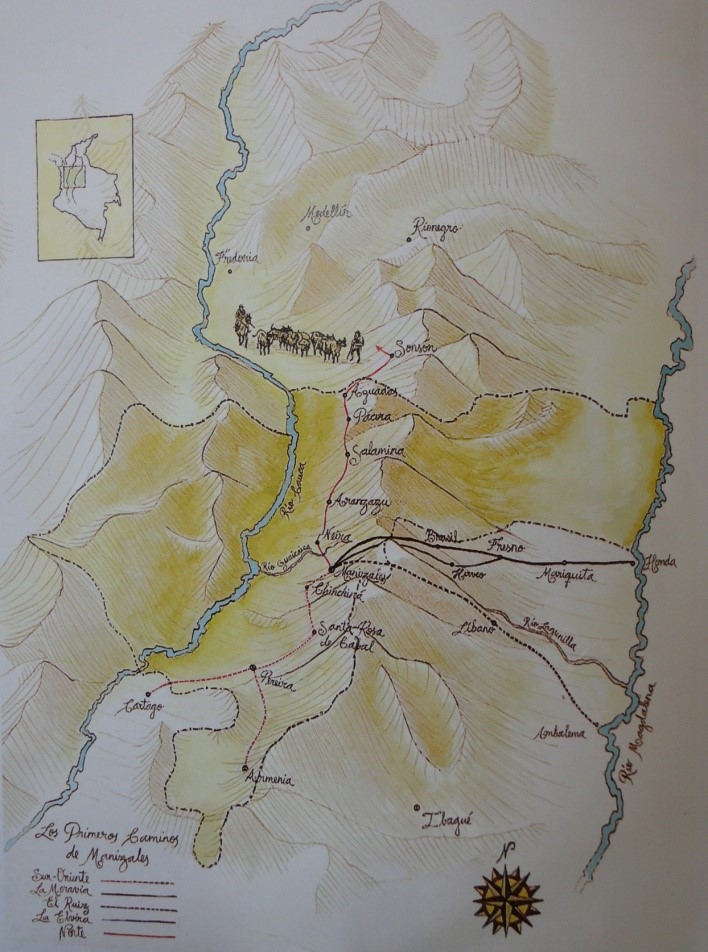 Medellín
Rionegro
Fredonia
Sonsón
Aguadas
Pácora
Salamina
Río Cauca
Aranzazu
Neira
Brasil
Fresno
Honda
Río Guacaica
Manizales
Herveo
Mariquita
Chinchiná
Santa-Rosa
de Cabal
Líbano
Río Lagunilla
Pereira
Cartago
Río Magdalena
Ambalema
Armenia
Ibagué
Los Primeros Caminos
de Manizales
N
Sur-Oriente
La Moravia
El Ruiz
La Elvira
Norte